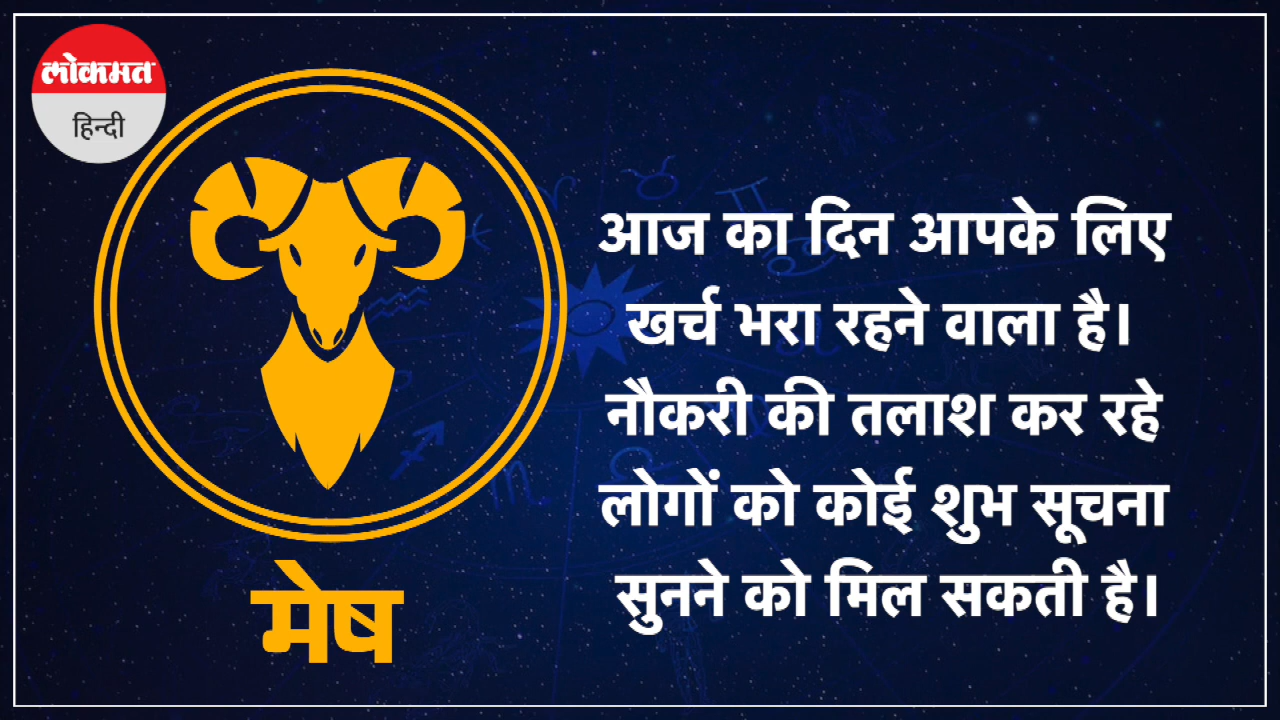 लोकमत
हिन्दी
आज का दिन आपके लिए
खर्च भरा रहने वाला है।
नौकरी की तलाश कर रहे
लोगों को कोई शुभ सूचना
सुनने को मिल सकती है।
मेष